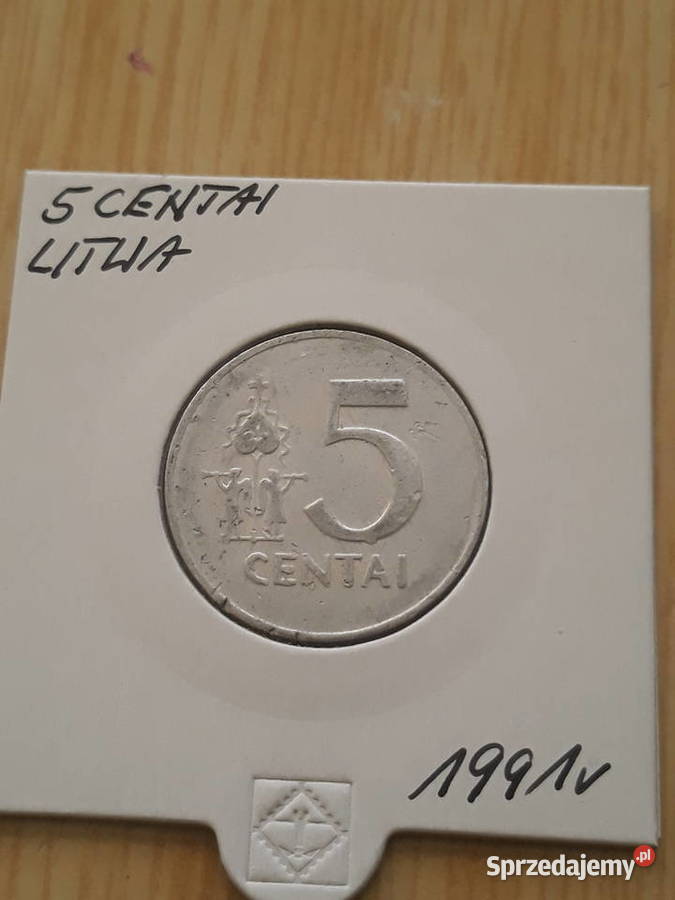 5 CENTAI
LITWA
5
CENTAI
1991r
Sprzedajemy.pl